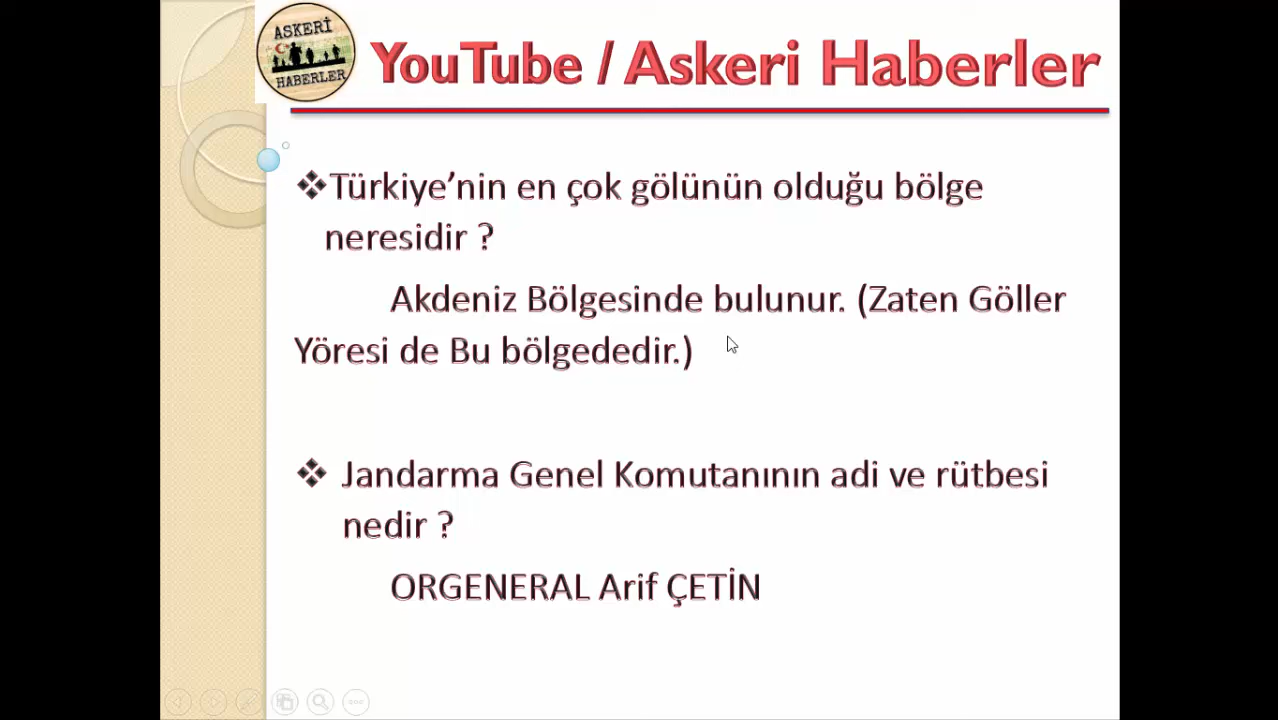 ASKERİ
HABERLER
YouTube / Askeri Haberler
❖Türkiye’nin en çok gölünün olduğu bölge
neresidir ?
Akdeniz Bölgesinde bulunur. (Zaten Göller
Yöresi de Bu bölgededir.)
❖ Jandarma Genel Komutanının adi ve rütbesi
nedir ?
ORGENERAL Arif ÇETİN